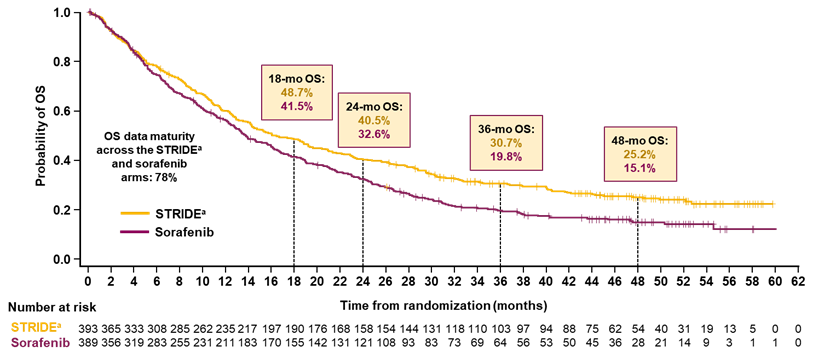 1.0
0.8
0.6
0.4
0.2
0.0
Probability of OS
18-mo OS:
48.7%
41.5%
24-mo OS:
40.5%
32.6%
36-mo OS:
30.7%
19.8%
48-mo OS:
25.2%
15.1%
OS data maturity
across the STRIDEᵃ
and sorafenib
arms: 78%
STRIDEᵃ
Sorafenib
0 2 4 6 8 10 12 14 16 18 20 22 24 26 28 30 32 34 36 38 40 42 44 46 48 50 52 54 56 58 60 62
Time from randomization (months)
Number at risk
STRIDEᵃ 393 365 333 308 285 262 235 217 197 190 176 168 158 154 144 131 118 110 103 97 94 88 75 62 54 40 31 19 13 5 0 0
Sorafenib 389 356 319 283 255 231 211 183 170 155 142 131 121 108 93 83 73 69 64 56 53 50 45 36 28 21 14 9 3 1 1 0